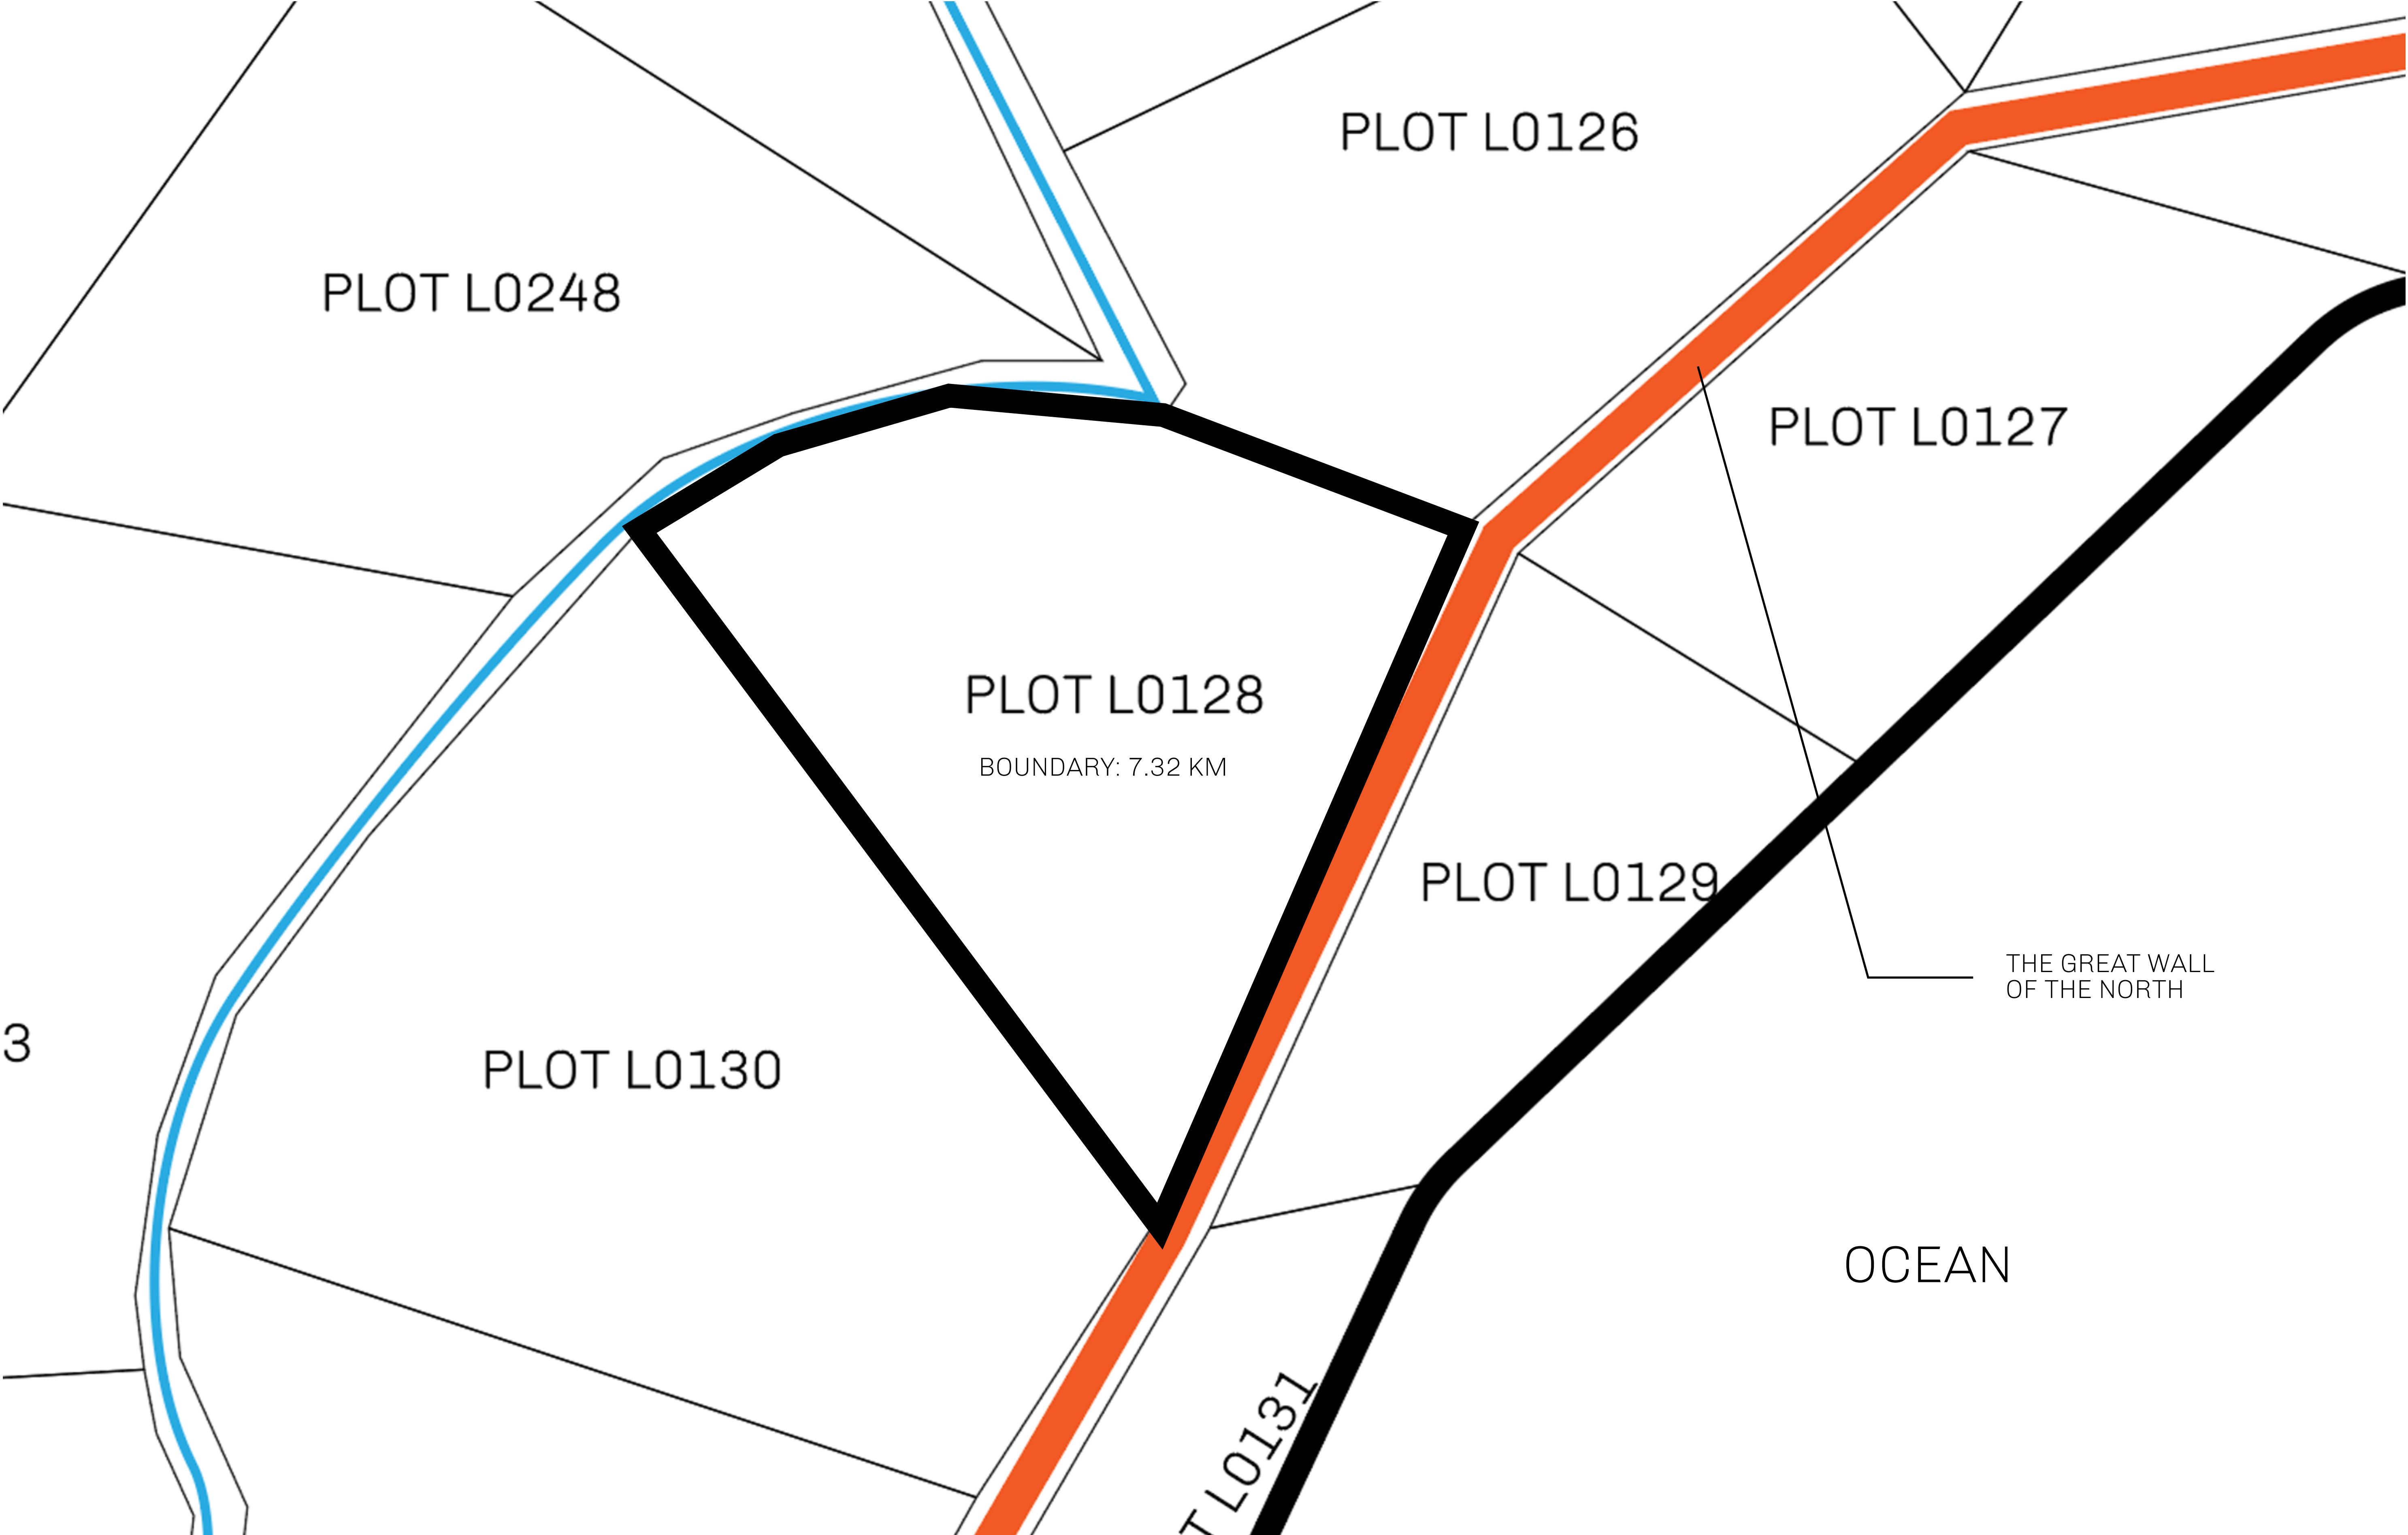 PLOT L0126
PLOT L0248
PLOT L0127
PLOT L0128
BOUNDARY: 7.32 KM
PLOT L0129
THE GREAT WALL
OF THE NORTH
3
PLOT L0130
OCEAN
T L0131